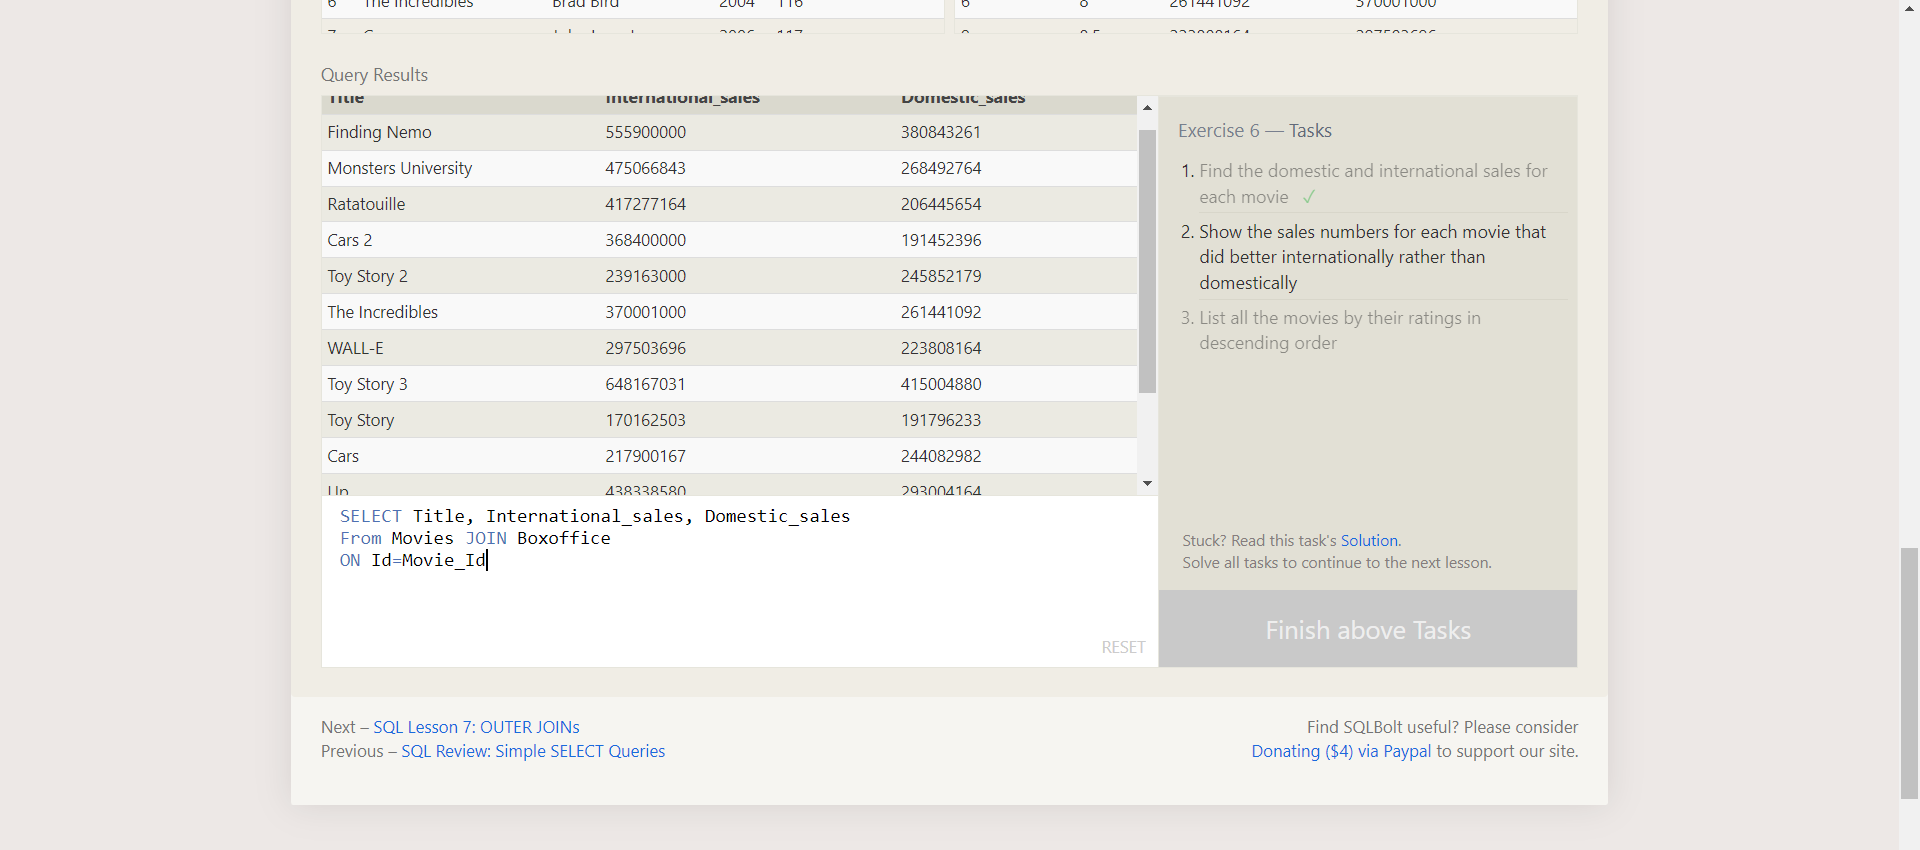 6 The Incredibles Brad Bird 2004 116 6 8 261441092 370001000
Query Results
Title International_sales Domestic_sales
Finding Nemo 555900000 380843261
Monsters University 475066843 268492764
Ratatouille 417277164 206445654
Cars 2 368400000 191452396
Toy Story 2 239163000 245852179
The Incredibles 370001000 261441092
WALL-E 297503696 223808164
Toy Story 3 648167031 415004880
Toy Story 170162503 191796233
Cars 217900167 244082982
Up 438338580 293004164
SELECT Title, International_sales, Domestic_sales
From Movies JOIN Boxoffice
ON Id=Movie_Id
RESET
Exercise 6 — Tasks
1. Find the domestic and international sales for
each movie ✓
2. Show the sales numbers for each movie that
did better internationally rather than
domestically
3. List all the movies by their ratings in
descending order
Stuck? Read this task's Solution.
Solve all tasks to continue to the next lesson.
Finish above Tasks
Next – SQL Lesson 7: OUTER JOINs
Previous – SQL Review: Simple SELECT Queries
Find SQLBolt useful? Please consider
Donating ($4) via Paypal to support our site.